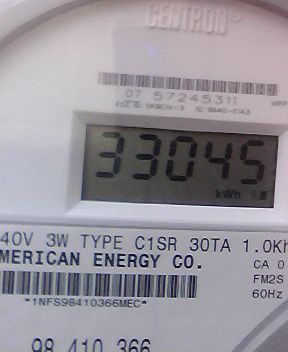 CENTRON
07 57245311
33045
kWh
40V 3W TYPE C1SR 30TA 1.0Kh
MERICAN ENERGY CO.
CA 0
FM2S
60Hz
*1NFS98410366MEC*
98 410 366